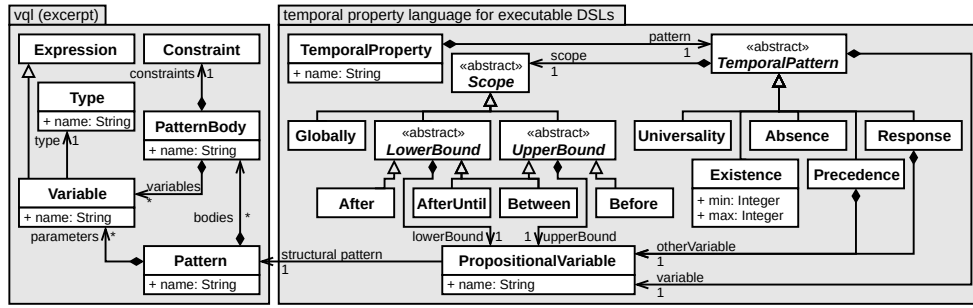 vql (excerpt)
Expression
Constraint
constraints
1
Type
+ name: String
PatternBody
+ name: String
type
1
Variable
+ name: String
variables
*
bodies
*
parameters
*
Pattern
+ name: String
temporal property language for executable DSLs
TemporalProperty
+ name: String
pattern
1
«abstract»
TemporalPattern
scope
1
«abstract»
Scope
Globally
«abstract»
LowerBound
«abstract»
UpperBound
Universality
Absence
Response
Existence
+ min: Integer
+ max: Integer
Precedence
After
AfterUntil
Between
Before
lowerBound
1
1
upperBound
otherVariable
1
structural pattern
1
PropositionalVariable
+ name: String
variable
1